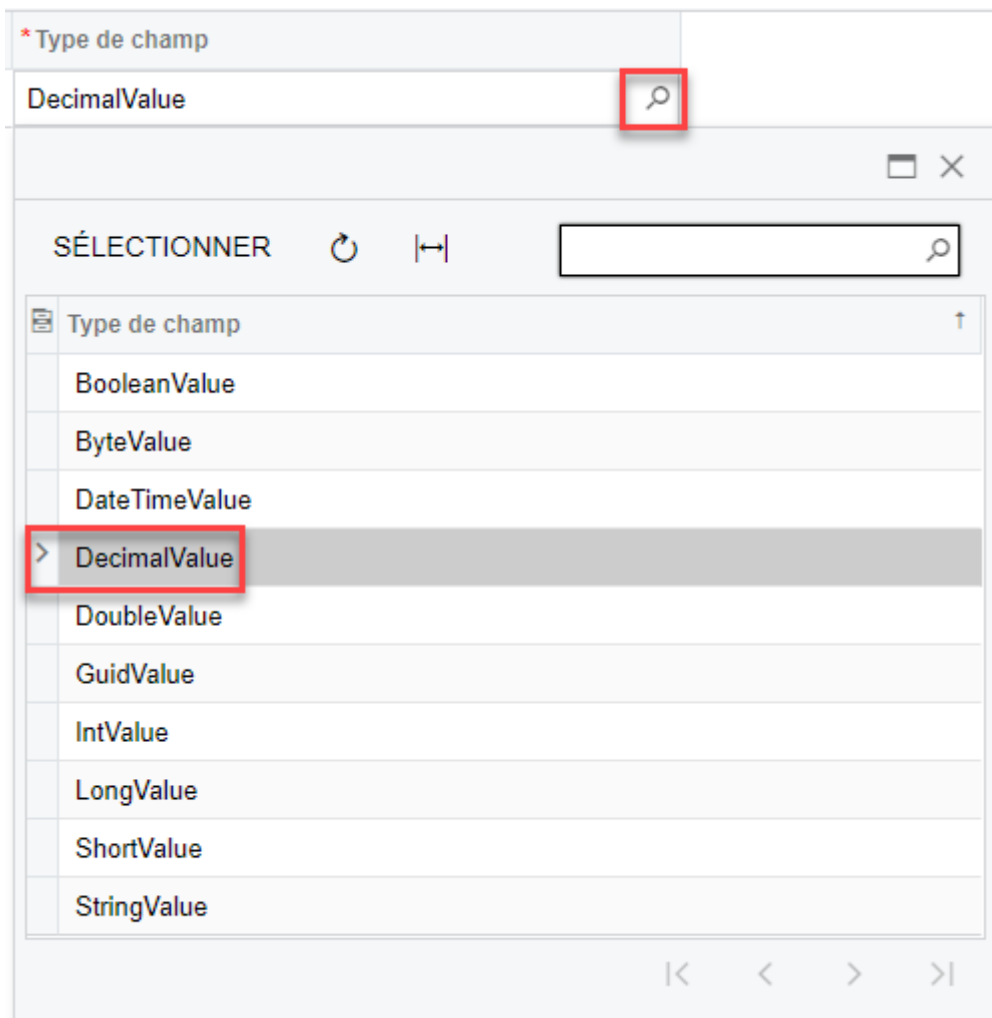 * Type de champ
DecimalValue
SÉLECTIONNER
Type de champ
BooleanValue
ByteValue
DateTimeValue
DecimalValue
DoubleValue
GuidValue
IntValue
LongValue
ShortValue
StringValue